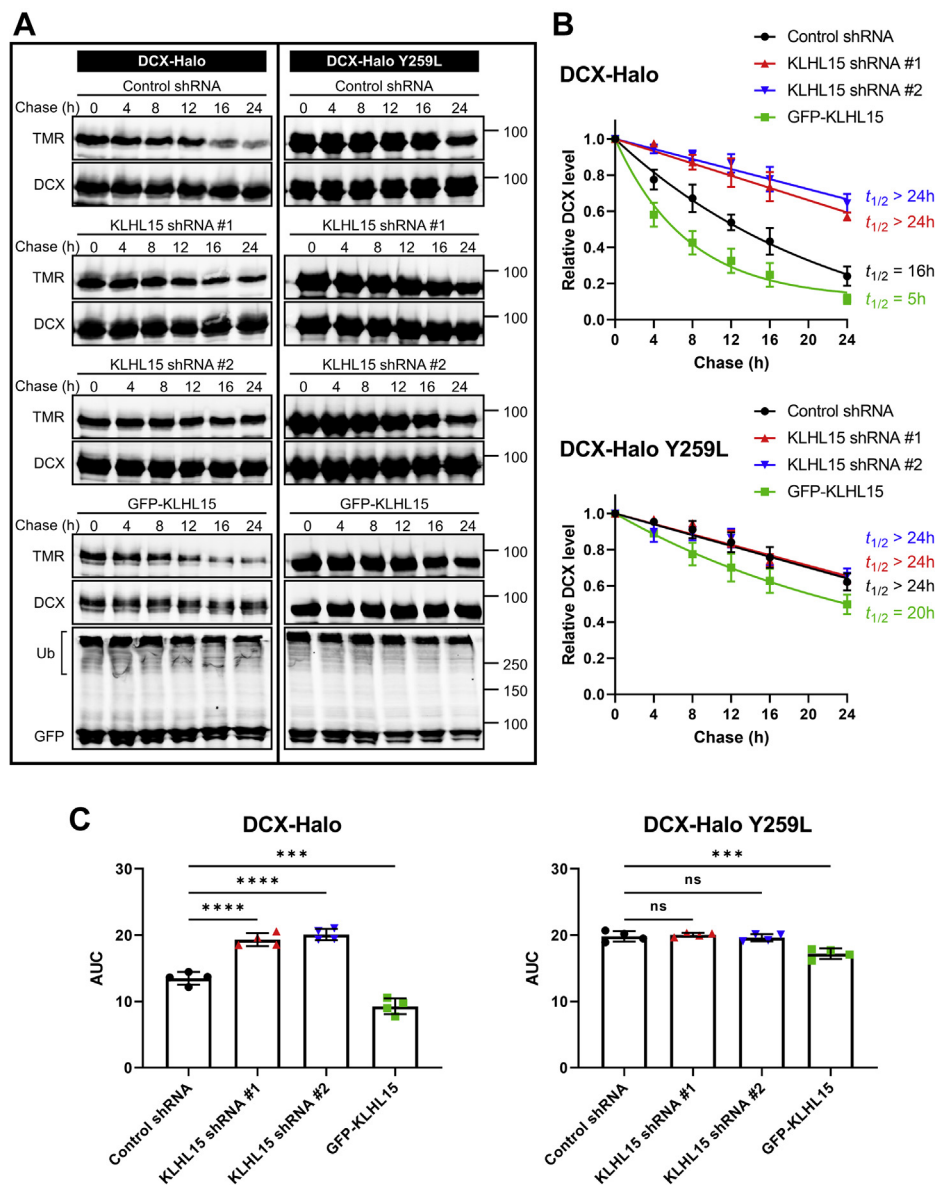 A
DCX-Halo DCX-Halo Y259L
Control shRNA Control shRNA
Chase (h) 0 4 8 12 16 24 0 4 8 12 16 24
TMR 100
DCX 100
KLHL15 shRNA #1 KLHL15 shRNA #1
Chase (h) 0 4 8 12 16 24 0 4 8 12 16 24
TMR 100
DCX 100
KLHL15 shRNA #2 KLHL15 shRNA #2
Chase (h) 0 4 8 12 16 24 0 4 8 12 16 24
TMR 100
DCX 100
GFP-KLHL15 GFP-KLHL15
Chase (h) 0 4 8 12 16 24 0 4 8 12 16 24
TMR 100
DCX 100
Ub
250
150
100
GFP
B
Control shRNA
KLHL15 shRNA #1
KLHL15 shRNA #2
GFP-KLHL15
DCX-Halo
Relative DCX level
1.0
0.8
0.6
0.4
0.2
0.0
t1/2 > 24h
t1/2 > 24h
t1/2 = 16h
t1/2 = 5h
0 4 8 12 16 20 24
Chase (h)
Control shRNA
KLHL15 shRNA #1
KLHL15 shRNA #2
GFP-KLHL15
DCX-Halo Y259L
Relative DCX level
1.0
0.8
0.6
0.4
0.2
0.0
t1/2 > 24h
t1/2 > 24h
t1/2 > 24h
t1/2 = 20h
0 4 8 12 16 20 24
Chase (h)
C
DCX-Halo
AUC
30
20
10
0
***
****
****
Control shRNA
KLHL15 shRNA #1
KLHL15 shRNA #2
GFP-KLHL15
DCX-Halo Y259L
AUC
30
20
10
0
***
ns
ns
Control shRNA
KLHL15 shRNA #1
KLHL15 shRNA #2
GFP-KLHL15